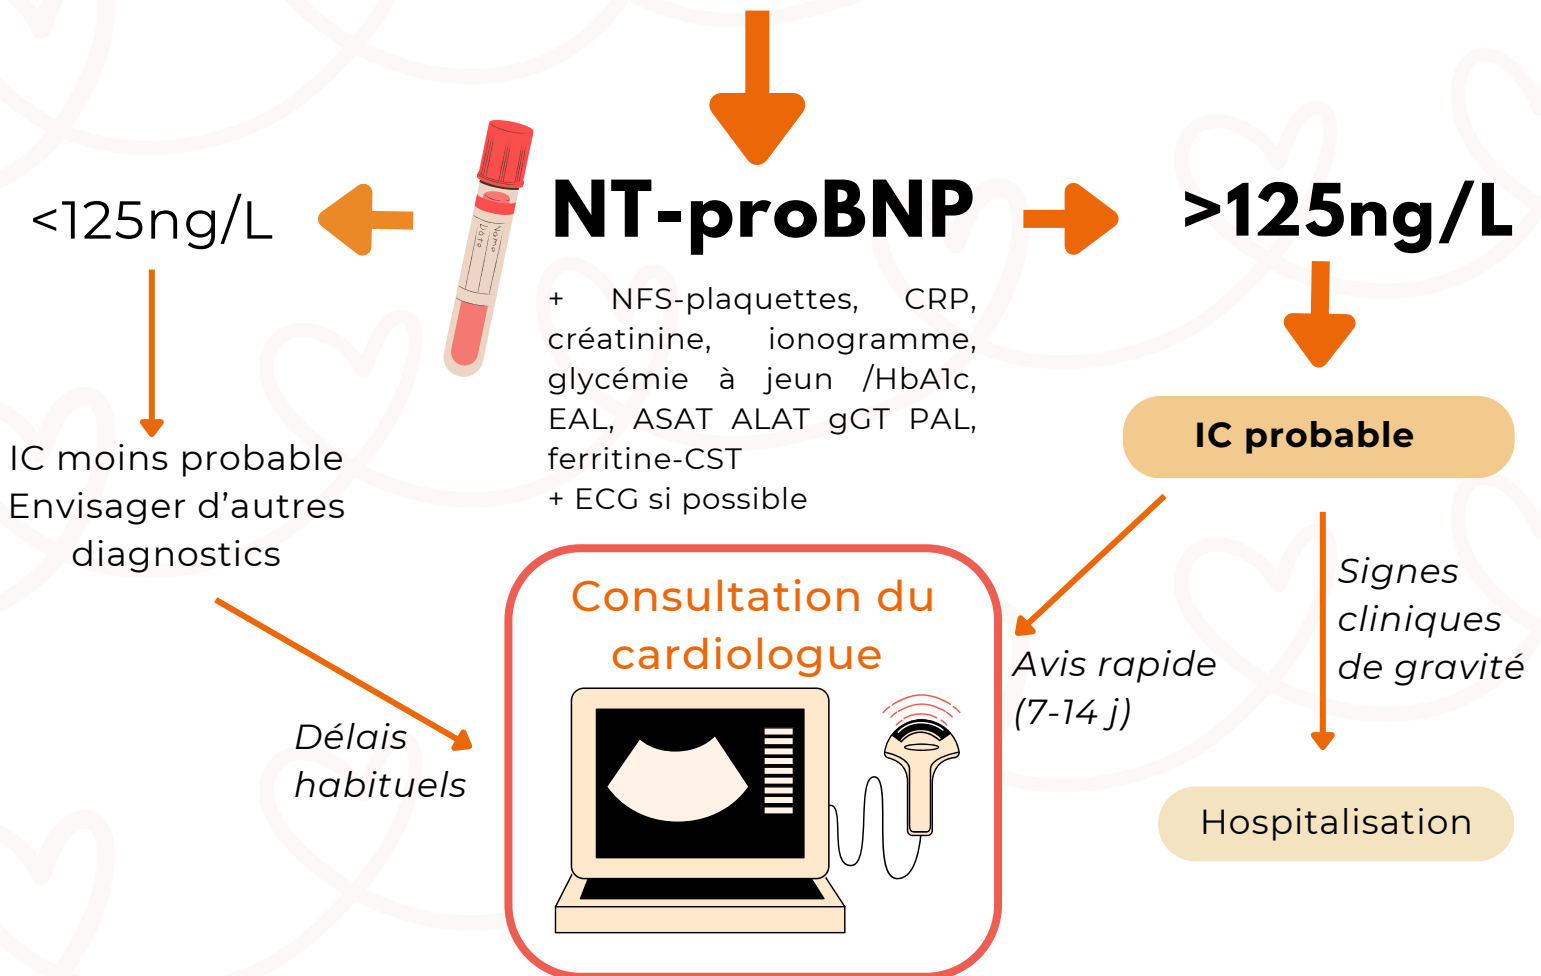 <125ng/L
NT-proBNP
>125ng/L
Name
Date
+ NFS-plaquettes, CRP,
créatinine, ionogramme,
glycémie à jeun /HbA1c,
EAL, ASAT ALAT gGT PAL,
ferritine-CST
+ ECG si possible
IC moins probable
Envisager d’autres
diagnostics
IC probable
Consultation du
cardiologue
Délais
habituels
Avis rapide
(7-14 j)
Signes
cliniques
de gravité
Hospitalisation